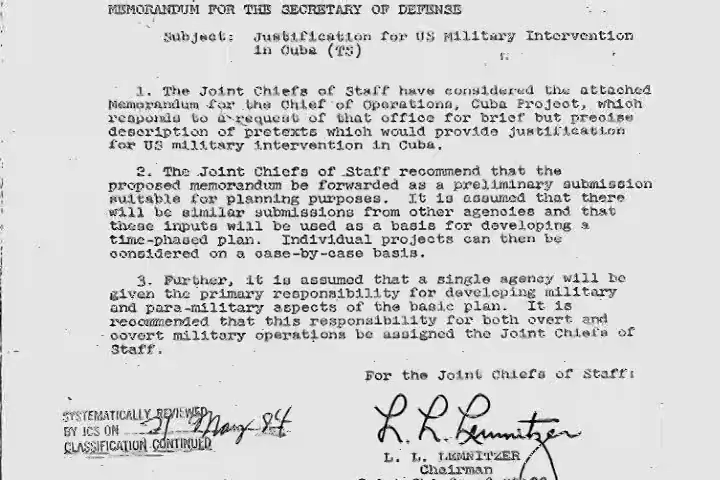 MEMORANDUM FOR THE SECRETARY OF DEFENSE
Subject: Justification for US Military Intervention
in Cuba (TS)
1. The Joint Chiefs of Staff have considered the attached
Memorandum for the Chief of Operations, Cuba Project, which
responds to a request of that office for brief but precise
description of pretexts which would provide justification
for US military intervention in Cuba.
2. The Joint Chiefs of Staff recommend that the
proposed memorandum be forwarded as a preliminary submission
suitable for planning purposes. It is assumed that there
will be similar submissions from other agencies and that
these inputs will be used as a basis for developing a
time-phased plan. Individual projects can then be
considered on a case-by-case basis.
3. Further, it is assumed that a single agency will be
given the primary responsibility for developing military
and para-military aspects of the basic plan. It is
recommended that this responsibility for both overt and
covert military operations be assigned the Joint Chiefs of
Staff.
For the Joint Chiefs of Staff:
SYSTEMATICALLY REVIEWED
BY JCS ON 21 May 84
CLASSIFICATION CONTINUED
L. L. Lemnitzer
L. L. LEMNITZER
Chairman